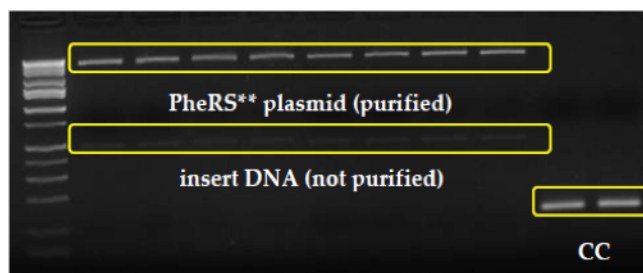 PheRS** plasmid (purified)
insert DNA (not purified)
CC